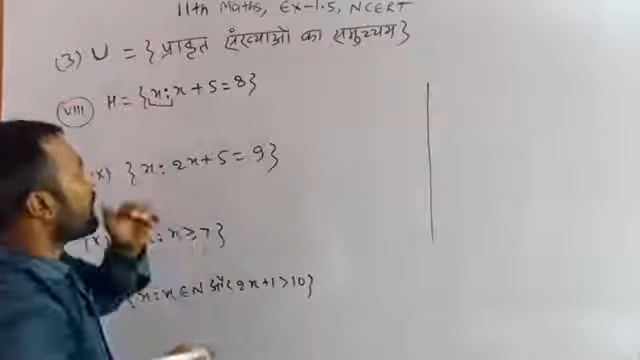 11th Maths, EX-1.5, NCERT
(3) U = {प्राकृत संख्याओं का समुच्चय}
(VIII) H = {x : x + 5 = 8}
x) {x : 2x + 5 = 9}
(x) : x ≥ 7}
{x : x ∈ N और 2x + 1 > 10}